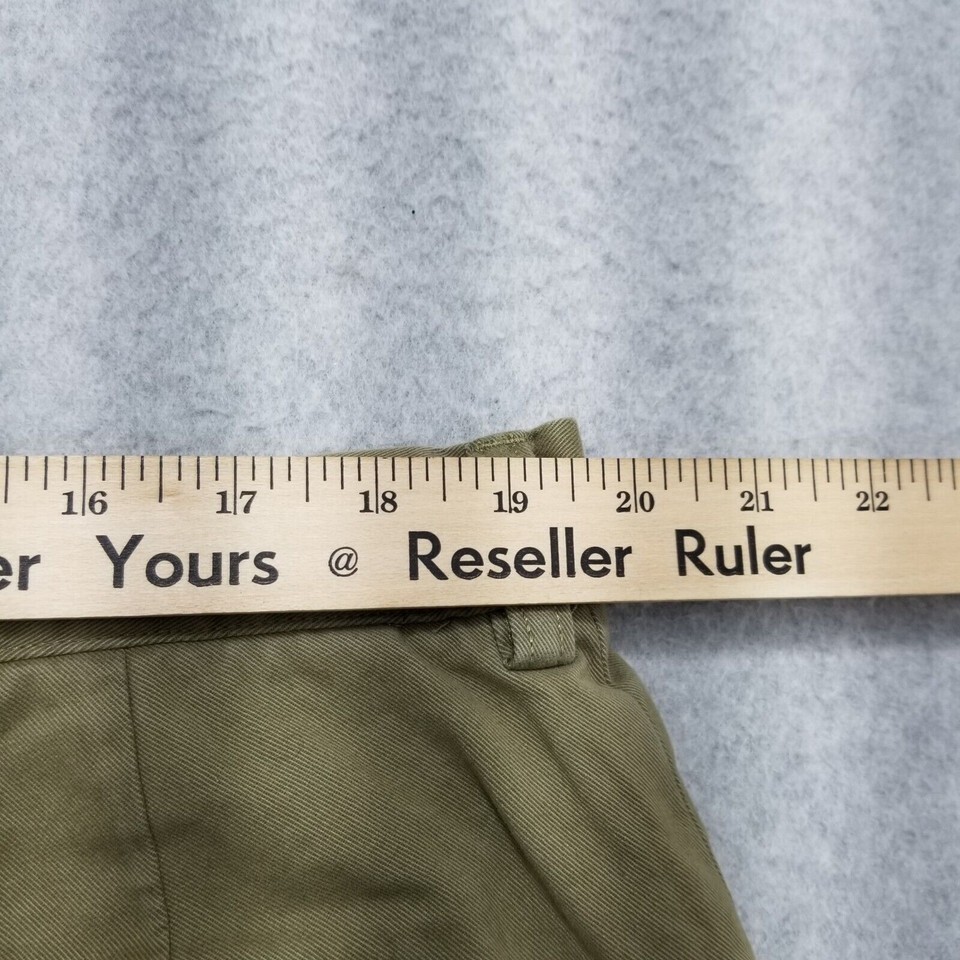 16 17 18 19 20 21 22
er Yours @ Reseller Ruler